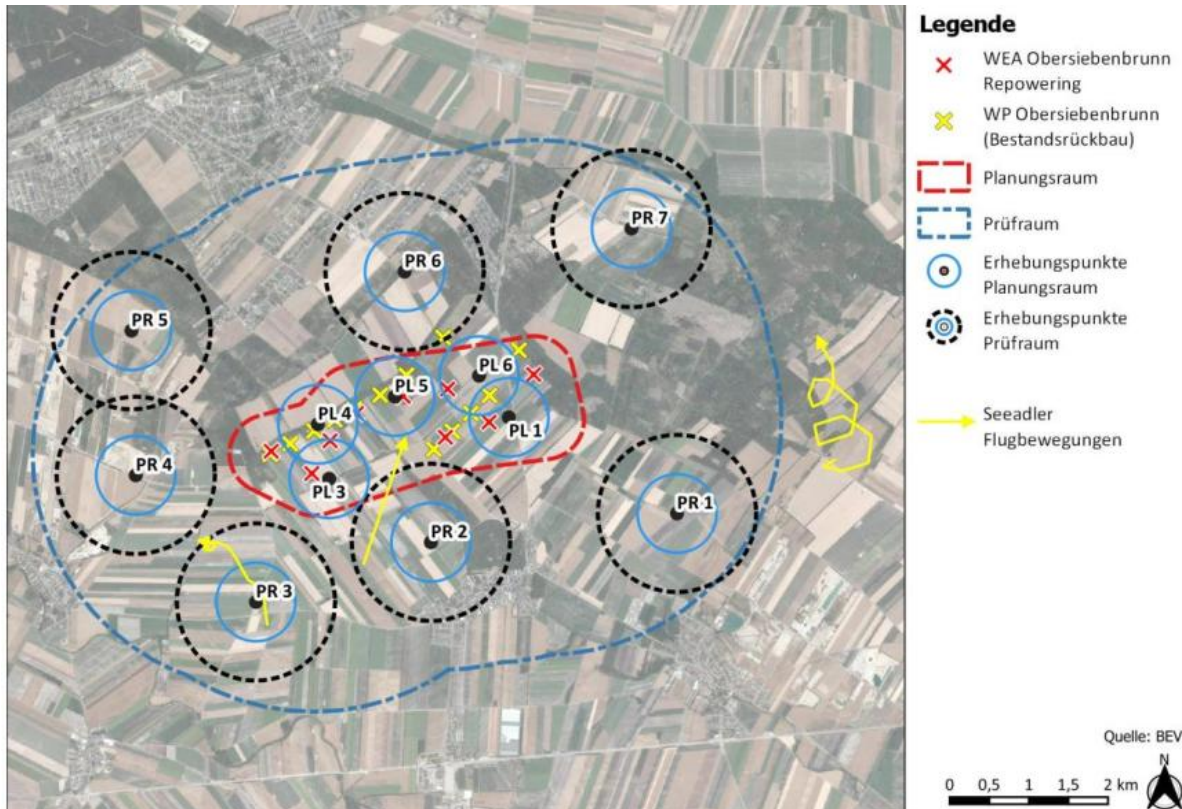 Legende
WEA Obersiebenbrunn
Repowering
WP Obersiebenbrunn
(Bestandsrückbau)
Planungsraum
Prüfraum
Erhebungspunkte
Planungsraum
Erhebungspunkte
Prüfraum
Seeadler
Flugbewegungen
PR 7
PR 6
PR 5
PL 6
PL 5
PL 4
PL 1
PR 4
PL 3
PR 1
PR 2
PR 3
Quelle: BEV
N
0 0,5 1 1,5 2 km